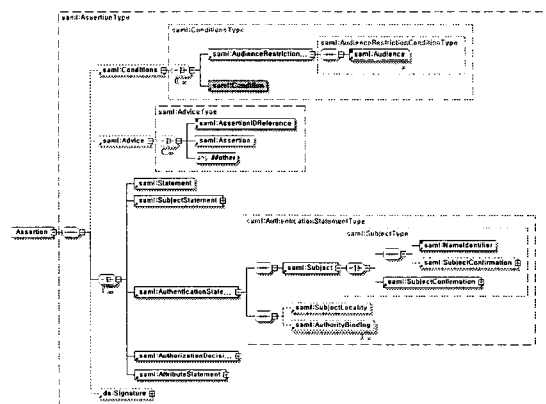 saml:AssertionType
saml:ConditionsType
saml:AudienceRestrictionConditionType
saml:AudienceRestriction...
saml:Audience
saml:Conditions
saml:Condition
saml:AdviceType
saml:AssertionIDReference
saml:Advice
saml:Assertion
any ##other
saml:Statement
saml:SubjectStatement
saml:AuthenticationStatementType
saml:SubjectType
saml:NameIdentifier
Assertion
saml:Subject
saml:SubjectConfirmation
saml:SubjectConfirmation
saml:AuthenticationState...
saml:SubjectLocality
saml:AuthorityBinding
saml:AuthorizationDecisi...
saml:AttributeStatement
ds:Signature